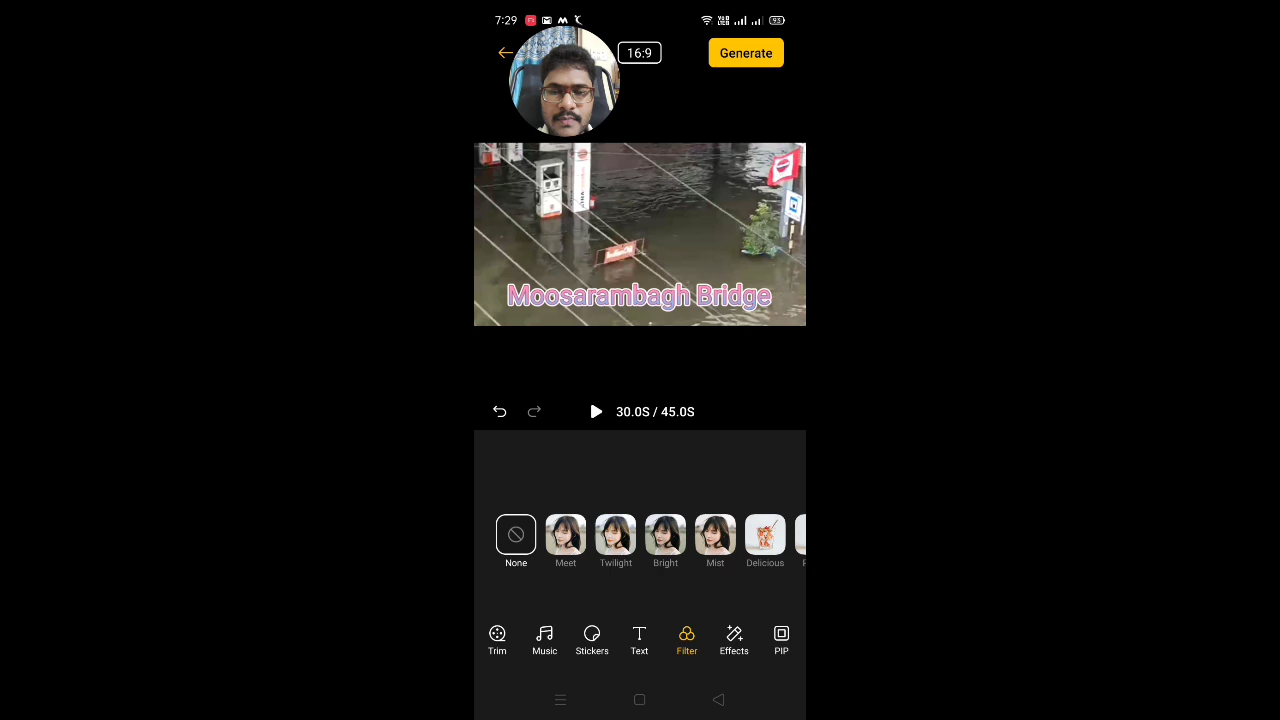 7:29
93
16:9
Generate
Moosarambagh Bridge
30.0S / 45.0S
None
Meet
Twilight
Bright
Mist
Delicious
Trim
Music
Stickers
Text
Filter
Effects
PIP